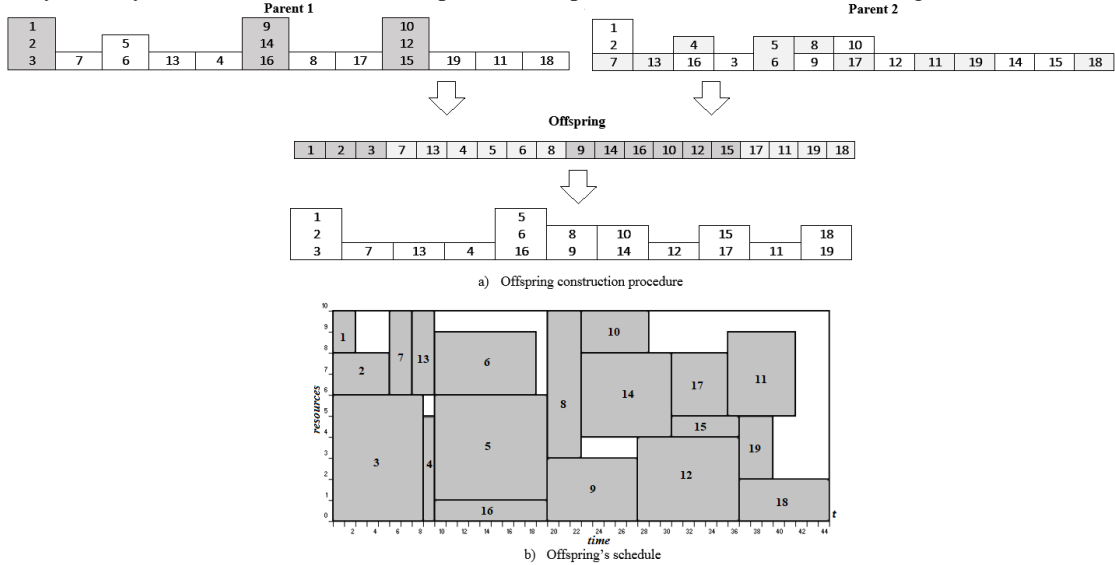 Parent 1
1 9 10
2 5 14 12
3 7 6 13 4 16 8 17 15 19 11 18
Parent 2
1
2 4 5 8 10
7 13 16 3 6 9 17 12 11 19 14 15 18
Offspring
1 2 3 7 13 4 5 6 8 9 14 16 10 12 15 17 11 19 18
1 5
2 6 8 10 15 18
3 7 13 4 16 9 14 12 17 11 19
a) Offspring construction procedure
resources
10
9
8
7
6
5
4
3
2
1
0
1
2
3
4
7
13
6
5
16
8
9
10
14
12
17
15
11
19
18
2 4 6 8 10 12 14 16 18 20 22 24 26 28 30 32 34 36 38 40 42 44
t
time
b) Offspring's schedule